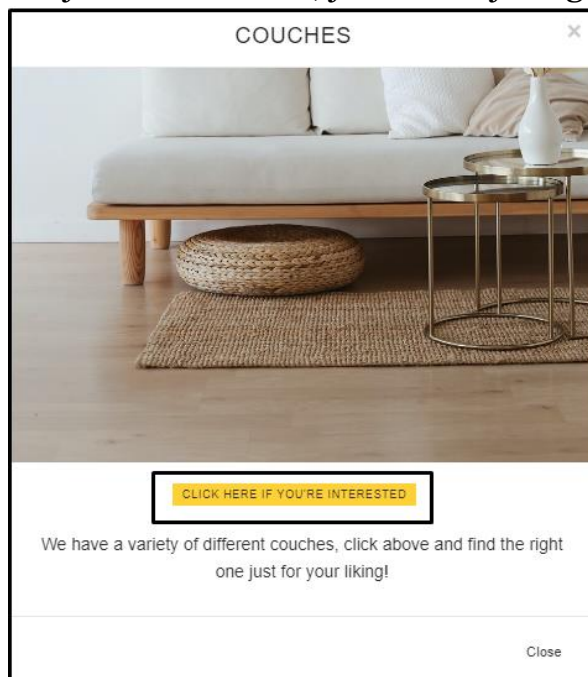 COUCHES
×
CLICK HERE IF YOU'RE INTERESTED
We have a variety of different couches, click above and find the right
one just for your liking!
Close